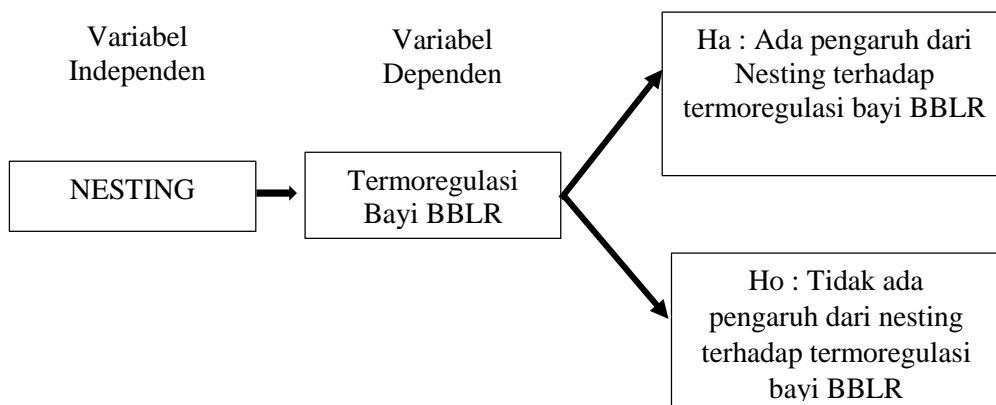 Variabel
Independen
Variabel
Dependen
NESTING
Termoregulasi
Bayi BBLR
Ha : Ada pengaruh dari
Nesting terhadap
termoregulasi bayi BBLR
Ho : Tidak ada
pengaruh dari nesting
terhadap termoregulasi
bayi BBLR